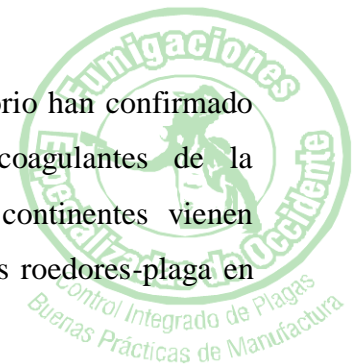 rio han confirmado
coagulantes de la
continentes vienen
s roedores-plaga en
Fumigaciones
Especializadas de Occidente
Control Integrado de Plagas
Buenas Prácticas de Manufactura